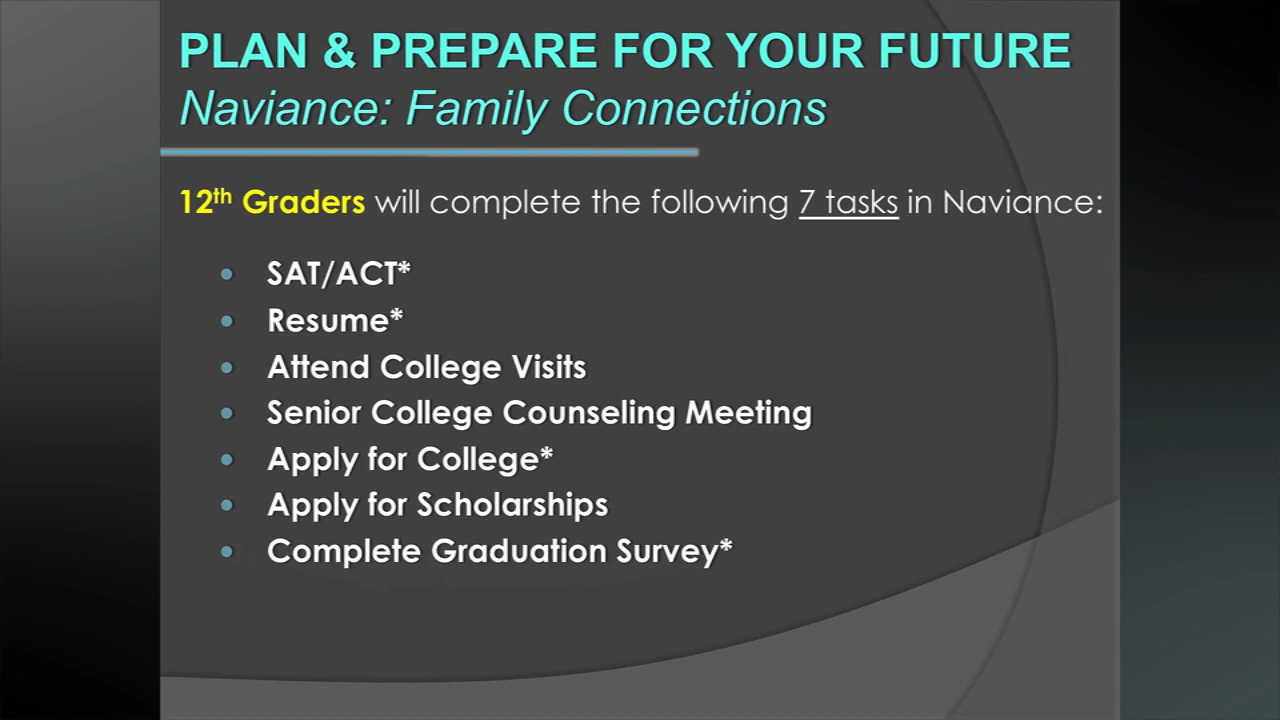 PLAN & PREPARE FOR YOUR FUTURE
Naviance: Family Connections
12th Graders will complete the following 7 tasks in Naviance:
• SAT/ACT*
• Resume*
• Attend College Visits
• Senior College Counseling Meeting
• Apply for College*
• Apply for Scholarships
• Complete Graduation Survey*